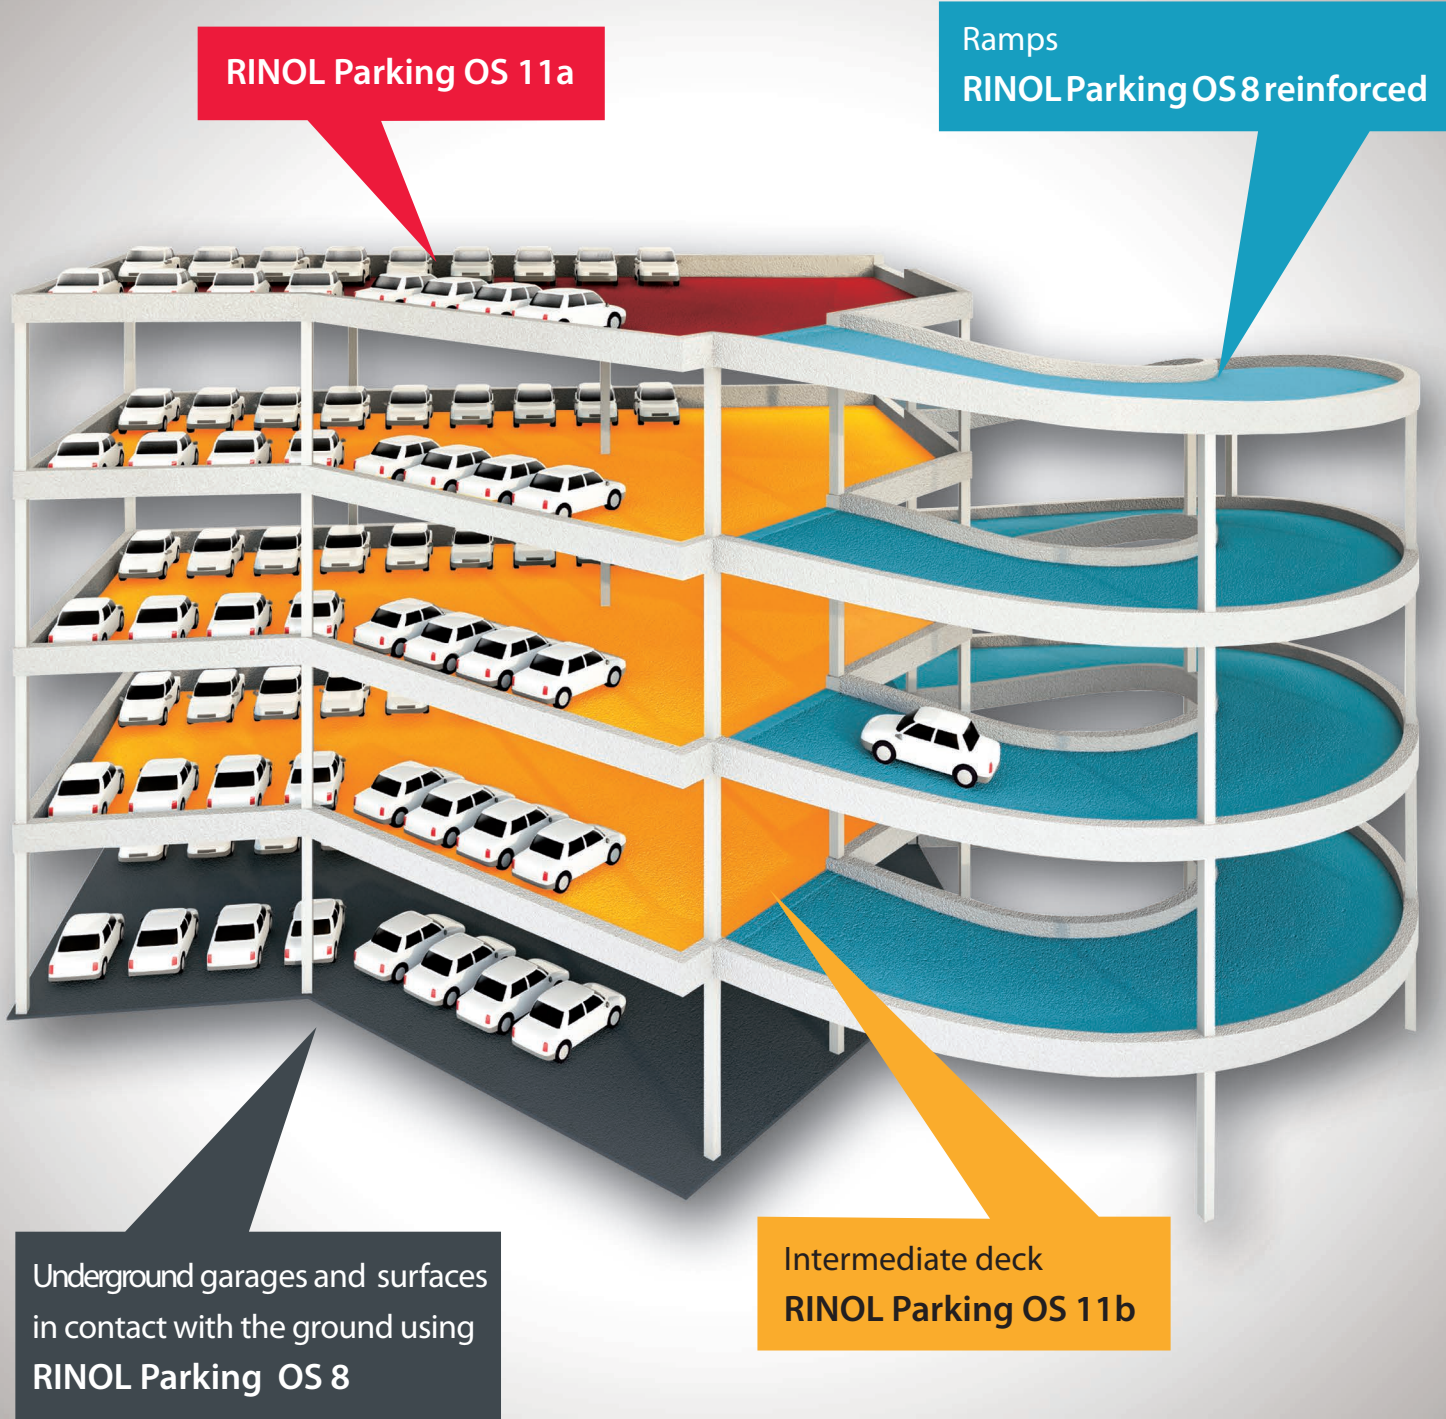 RINOL Parking OS 11a
Ramps
RINOL Parking OS 8 reinforced
Underground garages and surfaces
in contact with the ground using
RINOL Parking OS 8
Intermediate deck
RINOL Parking OS 11b